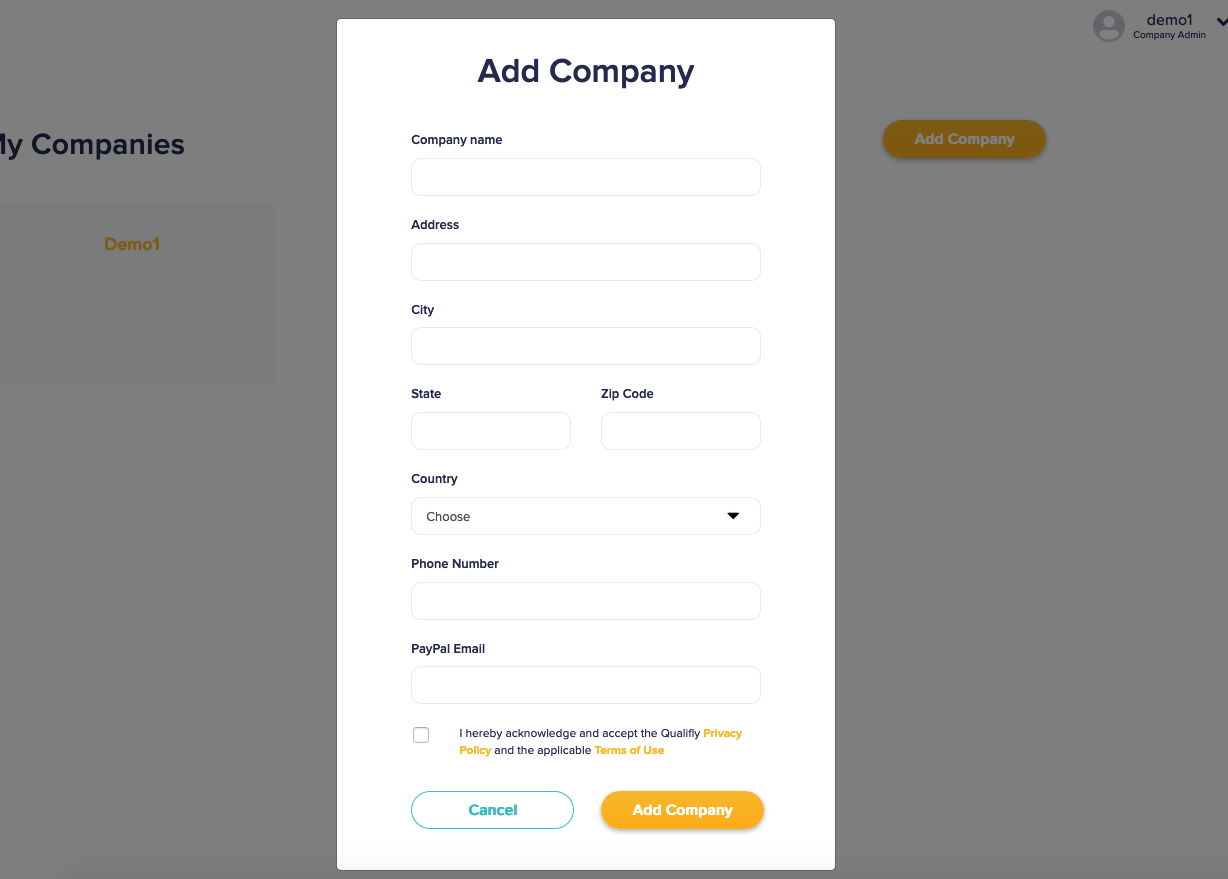 demo1
Company Admin
Add Company
My Companies
Add Company
Demo1
Company name
Address
City
State
Zip Code
Country
Choose
Phone Number
PayPal Email
I hereby acknowledge and accept the Qualifly Privacy
Policy and the applicable Terms of Use
Cancel
Add Company